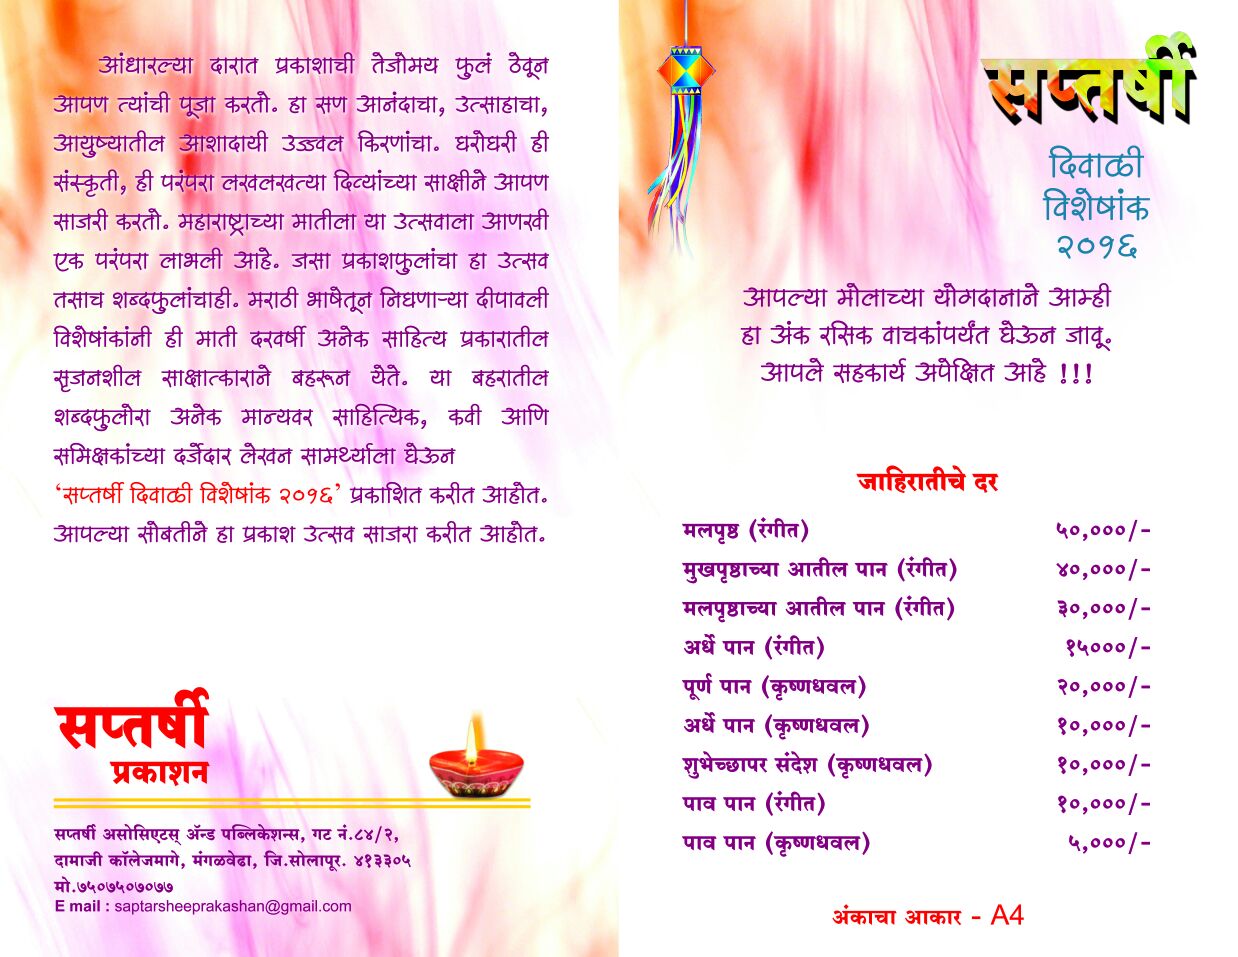 आंधारल्या दारात प्रकाशाची तेजोमय फुलं ठेवून
आपण त्यांची पूजा करतो. हा सण आनंदाचा, उत्साहाचा,
आयुष्यातील आशादायी उज्ज्वल किरणांचा. घरोघरी ही
संस्कृती, ही परंपरा लखलखत्या दिव्यांच्या साक्षीने आपण
साजरी करतो. महाराष्ट्राच्या मातीला या उत्सवाला आणखी
एक परंपरा लाभली आहे. जसा प्रकाशफुलांचा हा उत्सव
तसाच शब्दफुलांचाही. मराठी भाषेतून निघणाऱ्या दीपावली
विशेषांकांनी ही माती दरवर्षी अनेक साहित्य प्रकारातील
सृजनशील साक्षात्काराने बहरून येते. या बहरातील
शब्दफुलोरा अनेक मान्यवर साहित्यिक, कवी आणि
समिक्षकांच्या दर्जेदार लेखन सामर्थ्याला घेऊन
‘सप्तर्षी दिवाळी विशेषांक २०१६’ प्रकाशित करीत आहोत.
आपल्या सोबतीने हा प्रकाश उत्सव साजरा करीत आहोत.
सप्तर्षी
प्रकाशन
सप्तर्षी असोसिएटस् ॲन्ड पब्लिकेशन्स, गट नं.८४/२,
दामाजी कॉलेजमागे, मंगळवेढा, जि.सोलापूर. ४१३३०५
मो.७५०७५०७०७७
E mail : saptarsheeprakashan@gmail.com
सप्तर्षी
दिवाळी
विशेषांक
२०१६
आपल्या मोलाच्या योगदानाने आम्ही
हा अंक रसिक वाचकांपर्यंत घेऊन जावू.
आपले सहकार्य अपेक्षित आहे !!!
जाहिरातीचे दर
मलपृष्ठ (रंगीत) ५०,०००/-
मुखपृष्ठाच्या आतील पान (रंगीत) ४०,०००/-
मलपृष्ठाच्या आतील पान (रंगीत) ३०,०००/-
अर्धे पान (रंगीत) १५०००/-
पूर्ण पान (कृष्णधवल) २०,०००/-
अर्धे पान (कृष्णधवल) १०,०००/-
शुभेच्छापर संदेश (कृष्णधवल) १०,०००/-
पाव पान (रंगीत) १०,०००/-
पाव पान (कृष्णधवल) ५,०००/-
अंकाचा आकार - A4